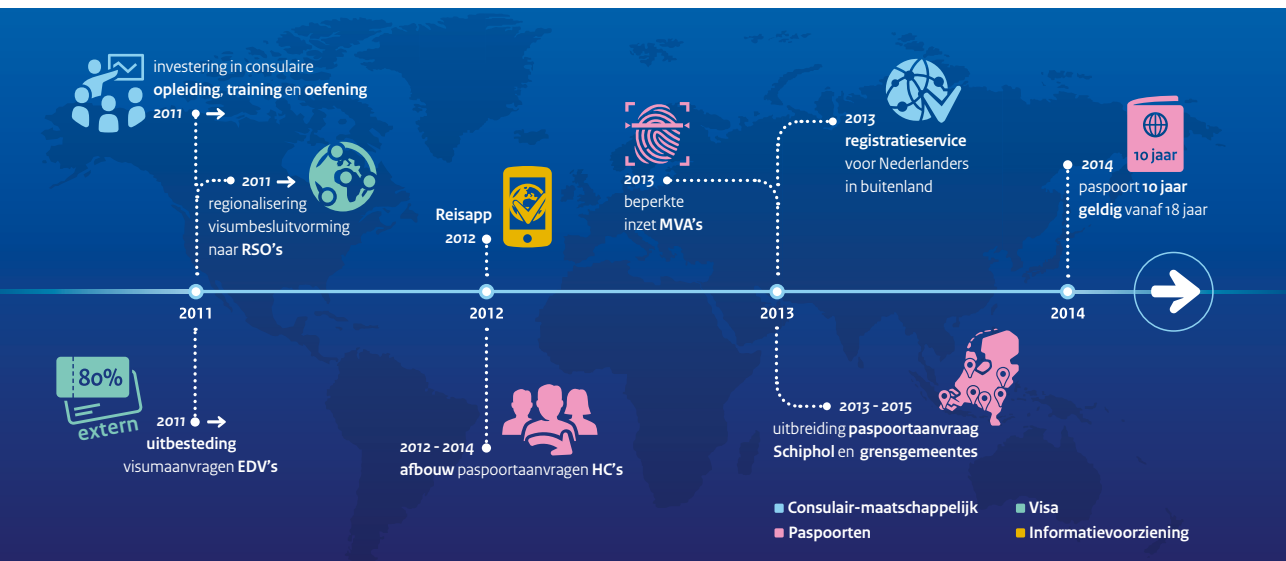 investering in consulaire
opleiding, training en oefening
2011
2011
regionalisering
visumbesluitvorming
naar RSO's
Reisapp
2012
2013
beperkte
inzet MVA's
2013
registratieservice
voor Nederlanders
in buitenland
10 jaar
2014
paspoort 10 jaar
geldig vanaf 18 jaar
2011
2012
2013
2014
80%
extern
2011
uitbesteding
visumaanvragen EDV's
2012 - 2014
afbouw paspoortaanvragen HC's
2013 - 2015
uitbreiding paspoortaanvraag
Schiphol en grensgemeentes
Consulair-maatschappelijk
Visa
Paspoorten
Informatievoorziening